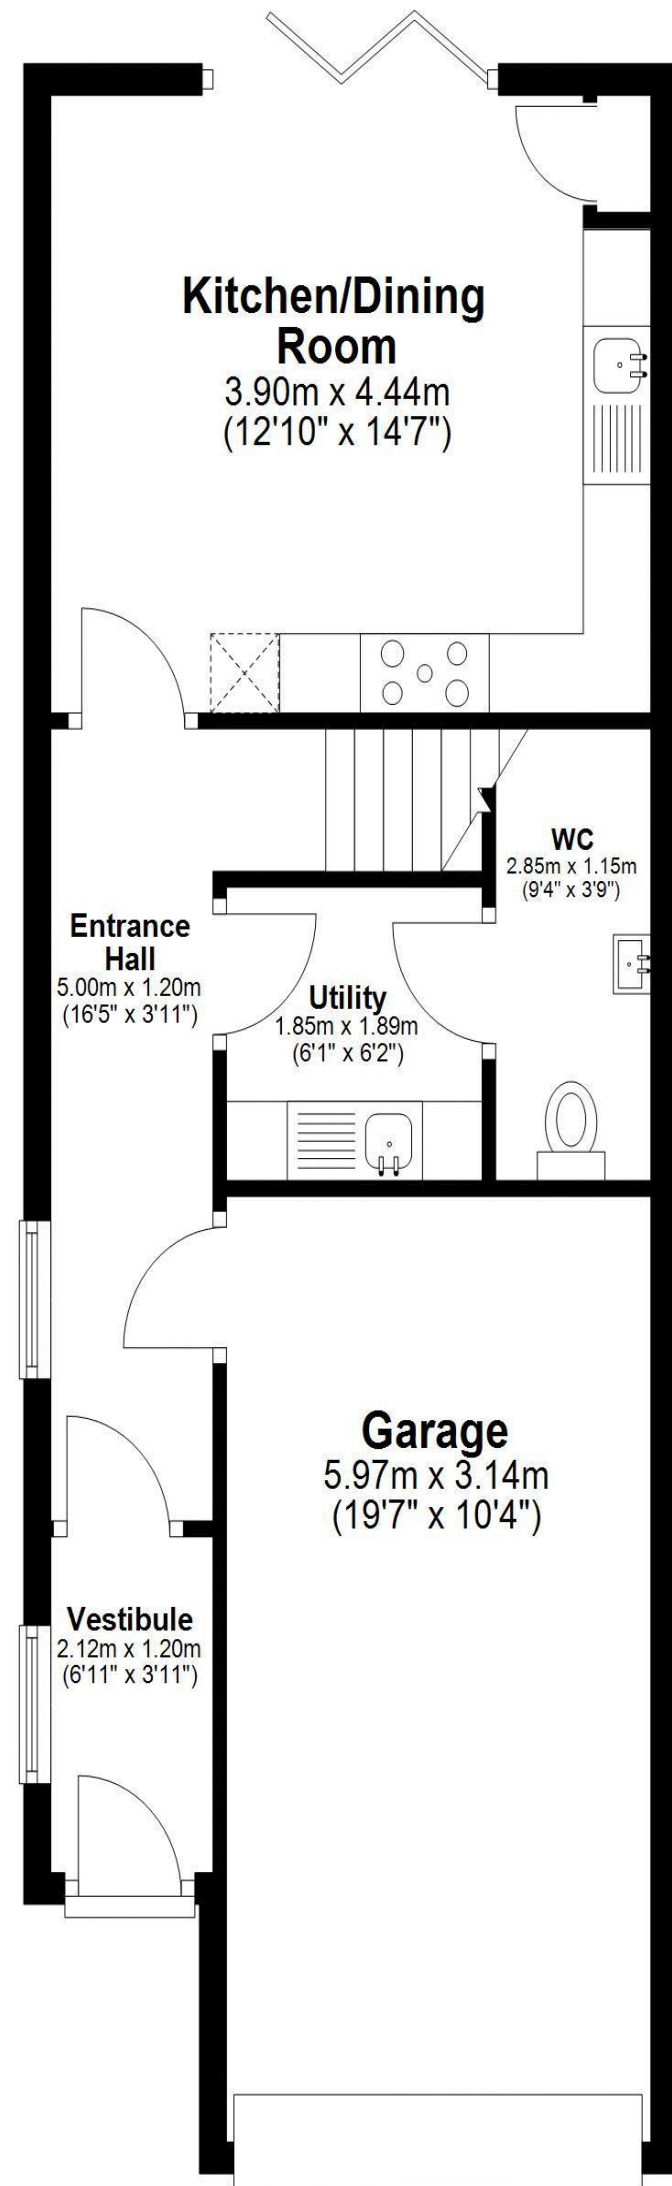 Kitchen/Dining
Room
3.90m x 4.44m
(12'10" x 14'7")
WC
2.85m x 1.15m
(9'4" x 3'9")
Entrance
Hall
5.00m x 1.20m
(16'5" x 3'11")
Utility
1.85m x 1.89m
(6'1" x 6'2")
Garage
5.97m x 3.14m
(19'7" x 10'4")
Vestibule
2.12m x 1.20m
(6'11" x 3'11")